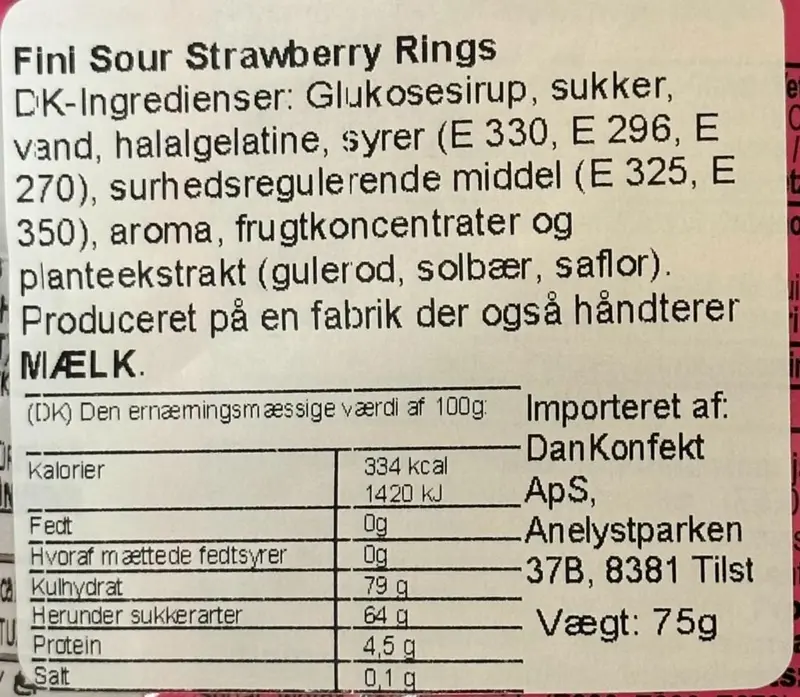 Fini Sour Strawberry Rings
DK-Ingredienser: Glukosesirup, sukker,
vand, halalgelatine, syrer (E 330, E 296, E
270), surhedsregulerende middel (E 325, E
350), aroma, frugtkoncentrater og
planteekstrakt (gulerod, solbær, saflor).
Produceret på en fabrik der også håndterer
MÆLK.
(DK) Den ernæringsmæssige værdi af 100g:
Kalorier 334 kcal
1420 kJ
Fedt 0g
Hvoraf mættede fedtsyrer 0g
Kulhydrat 79 g
Herunder sukkerarter 64 g
Protein 4,5 g
Salt 0,1 g
Importeret af:
DanKonfekt
ApS,
Anelystparken
37B, 8381 Tilst
Vægt: 75g